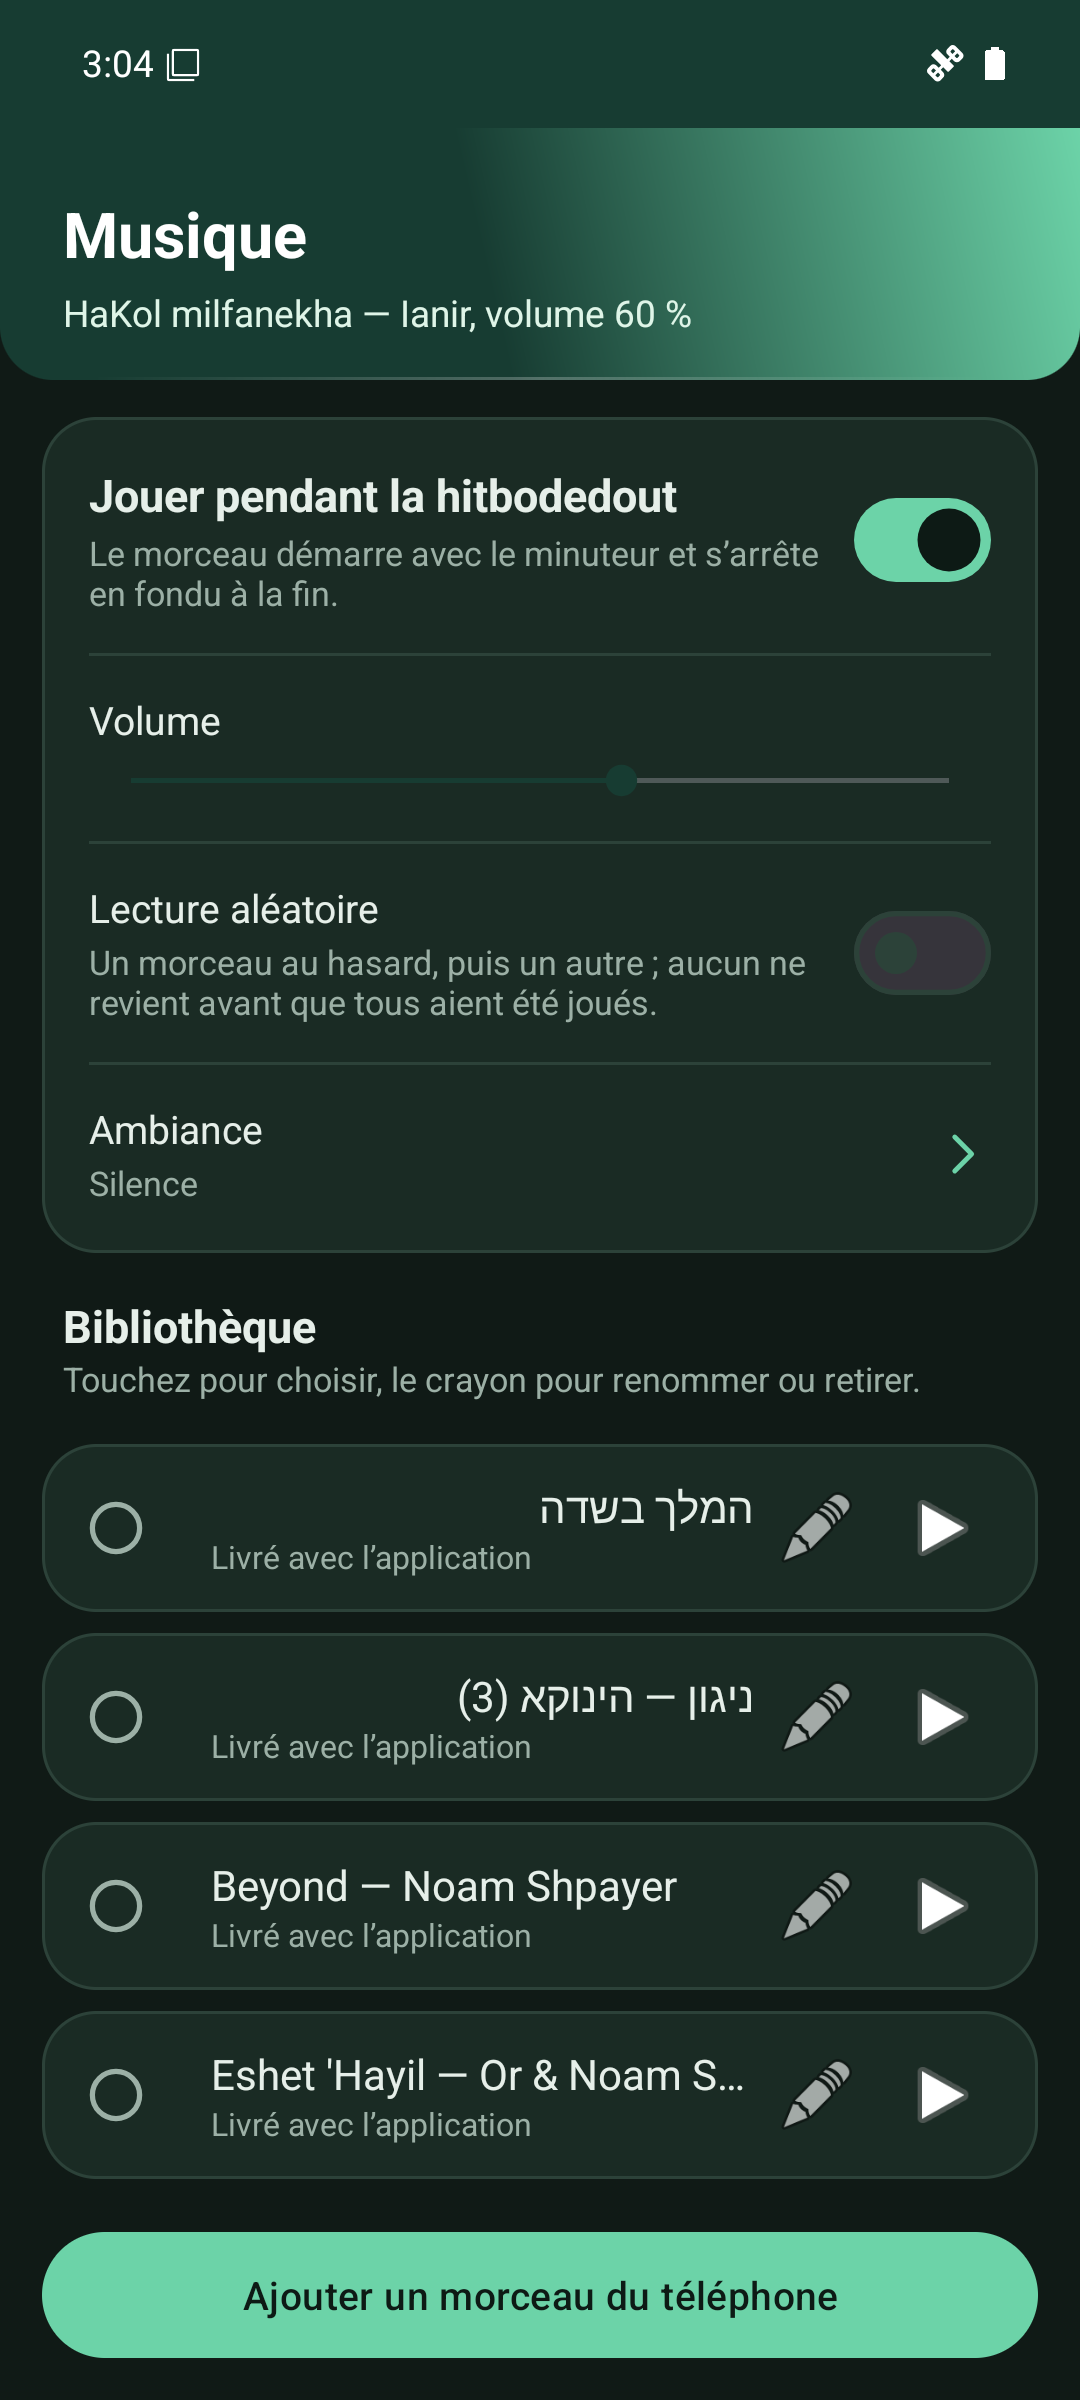 3:04
Musique
HaKol milfanekha — Ianir, volume 60 %
Jouer pendant la hitbodedout
Le morceau démarre avec le minuteur et s’arrête
en fondu à la fin.
Volume
Lecture aléatoire
Un morceau au hasard, puis un autre ; aucun ne
revient avant que tous aient été joués.
Ambiance
Silence
Bibliothèque
Touchez pour choisir, le crayon pour renommer ou retirer.
המלך בשדה
Livré avec l’application
ניגון — הינוקא (3)
Livré avec l’application
Beyond — Noam Shpayer
Livré avec l’application
Eshet 'Hayil — Or & Noam S…
Livré avec l’application
Ajouter un morceau du téléphone